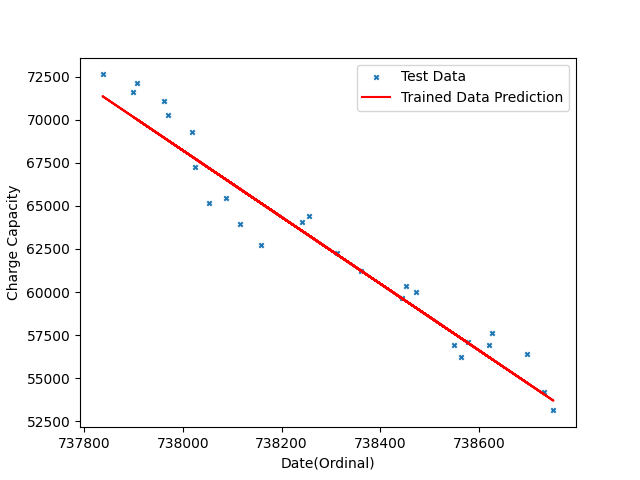 Test Data
Trained Data Prediction
Charge Capacity
72500
70000
67500
65000
62500
60000
57500
55000
52500
737800 738000 738200 738400 738600
Date(Ordinal)